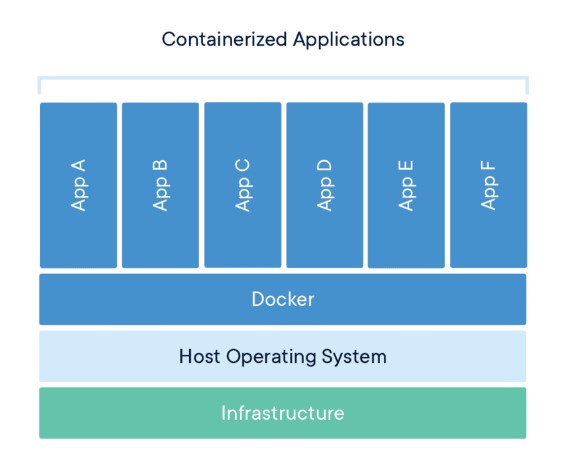 Containerized Applications
App A
App B
App C
App D
App E
App F
Docker
Host Operating System
Infrastructure